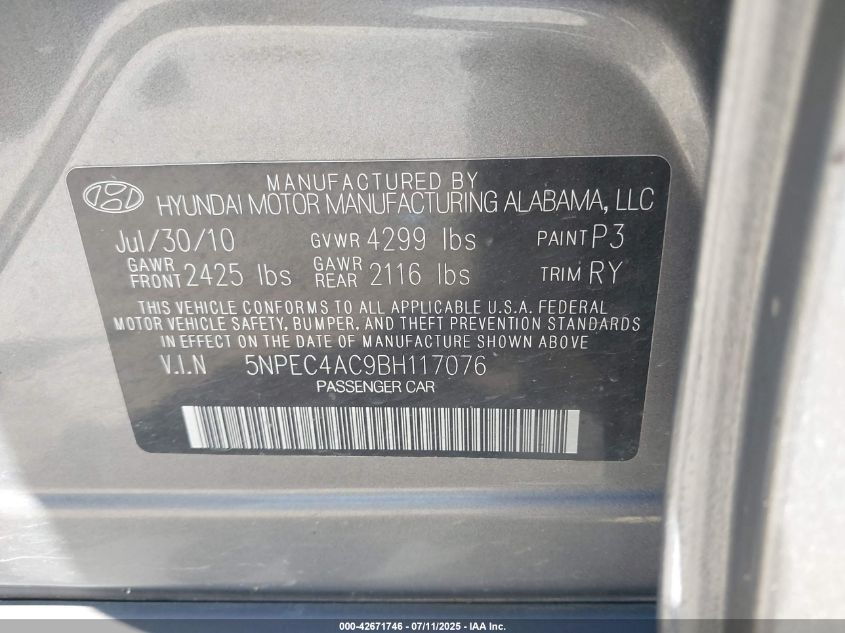 MANUFACTURED BY
HYUNDAI MOTOR MANUFACTURING ALABAMA, LLC
Jul/30/10 GVWR 4299 lbs PAINT P3
GAWR FRONT 2425 lbs GAWR REAR 2116 lbs TRIM RY
THIS VEHICLE CONFORMS TO ALL APPLICABLE U.S.A. FEDERAL
MOTOR VEHICLE SAFETY, BUMPER, AND THEFT PREVENTION STANDARDS
IN EFFECT ON THE DATE OF MANUFACTURE SHOWN ABOVE.
V.I.N 5NPEC4AC9BH117076
PASSENGER CAR
000-42671746 - 07/11/2025 - IAA Inc.